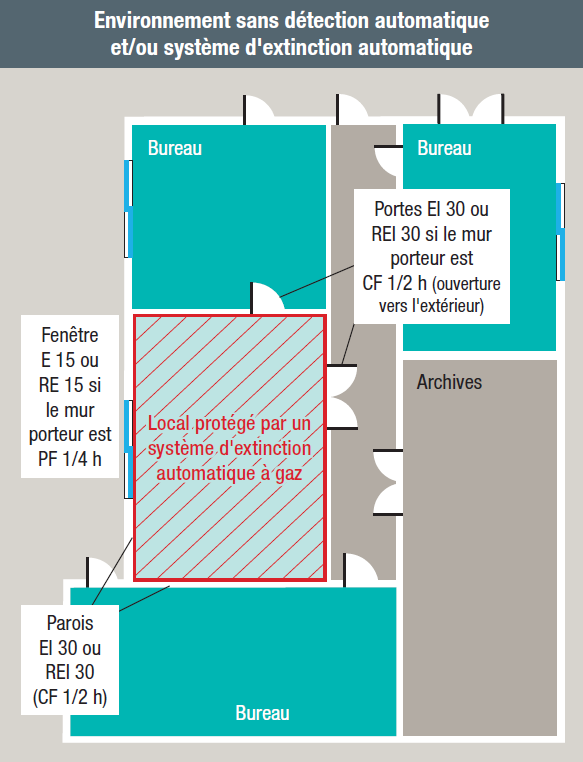 Environnement sans détection automatique
et/ou système d'extinction automatique
Bureau
Bureau
Portes EI 30 ou
REI 30 si le mur
porteur est
CF 1/2 h (ouverture
vers l'extérieur)
Fenêtre
E 15 ou
RE 15 si
le mur
porteur est
PF 1/4 h
Archives
Local protégé par un
système d'extinction
automatique à gaz
Parois
EI 30 ou
REI 30
(CF 1/2 h)
Bureau